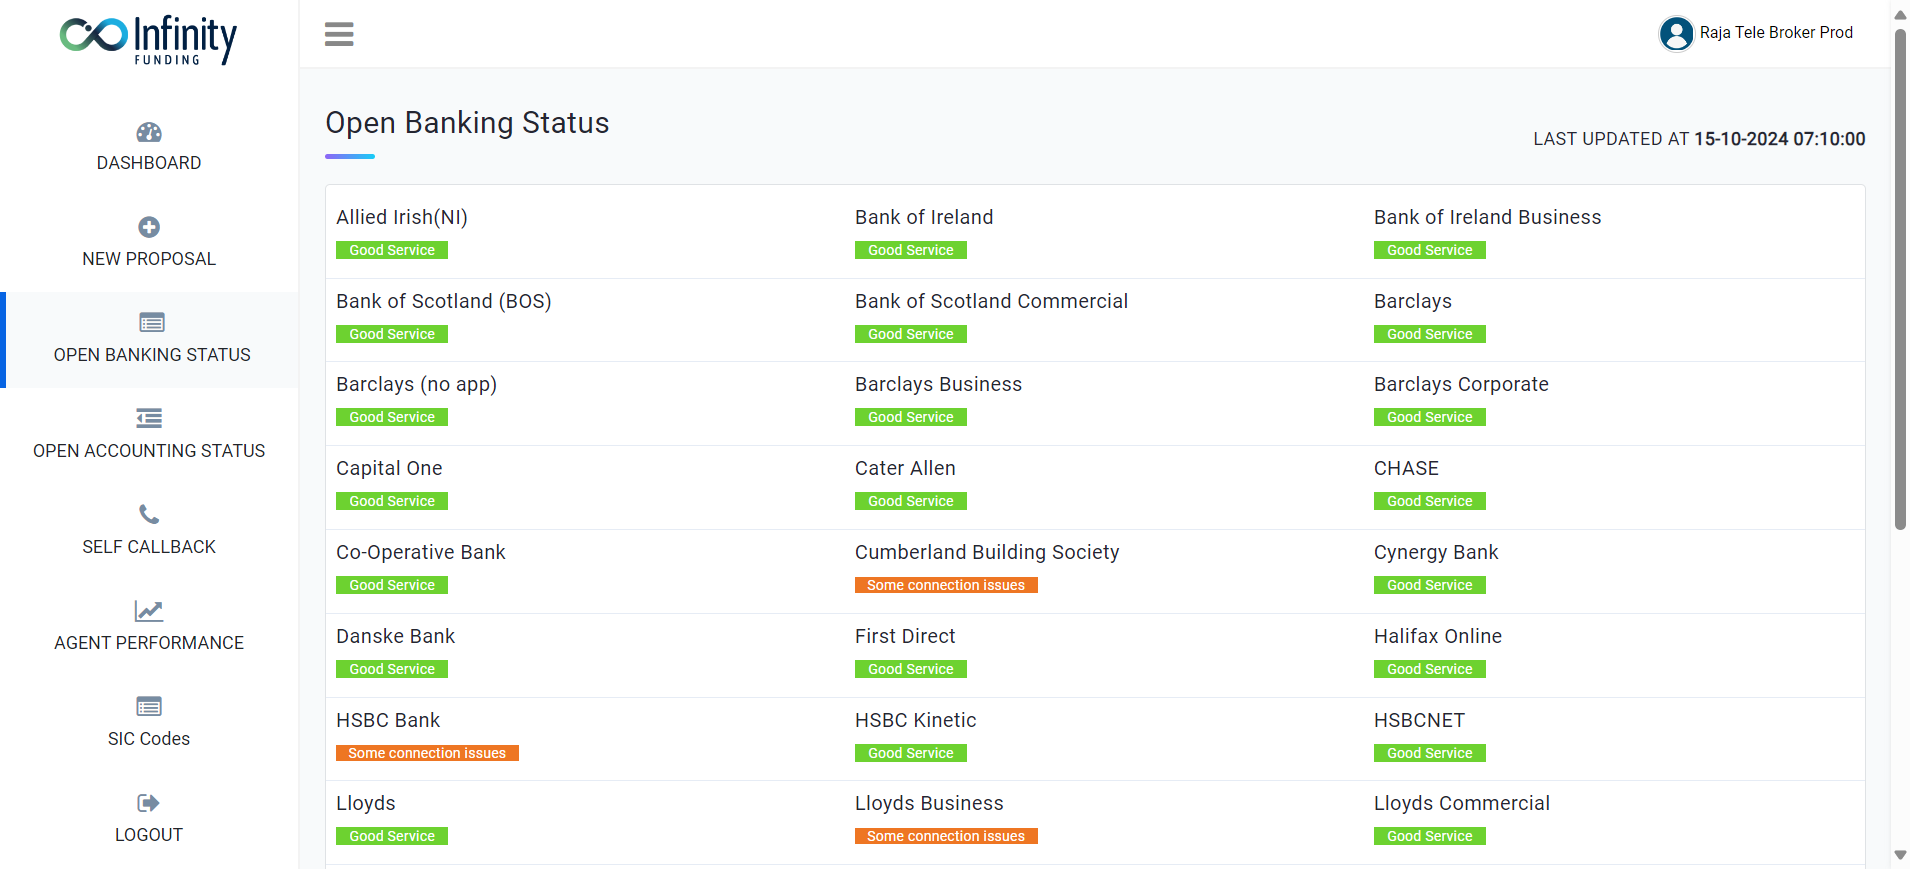 Infinity
FUNDING
DASHBOARD
NEW PROPOSAL
OPEN BANKING STATUS
OPEN ACCOUNTING STATUS
SELF CALLBACK
AGENT PERFORMANCE
SIC Codes
LOGOUT
Raja Tele Broker Prod
Open Banking Status
LAST UPDATED AT 15-10-2024 07:10:00
Allied Irish(NI)
Good Service
Bank of Ireland
Good Service
Bank of Ireland Business
Good Service
Bank of Scotland (BOS)
Good Service
Bank of Scotland Commercial
Good Service
Barclays
Good Service
Barclays (no app)
Good Service
Barclays Business
Good Service
Barclays Corporate
Good Service
Capital One
Good Service
Cater Allen
Good Service
CHASE
Good Service
Co-Operative Bank
Good Service
Cumberland Building Society
Some connection issues
Cynergy Bank
Good Service
Danske Bank
Good Service
First Direct
Good Service
Halifax Online
Good Service
HSBC Bank
Some connection issues
HSBC Kinetic
Good Service
HSBCNET
Good Service
Lloyds
Good Service
Lloyds Business
Some connection issues
Lloyds Commercial
Good Service